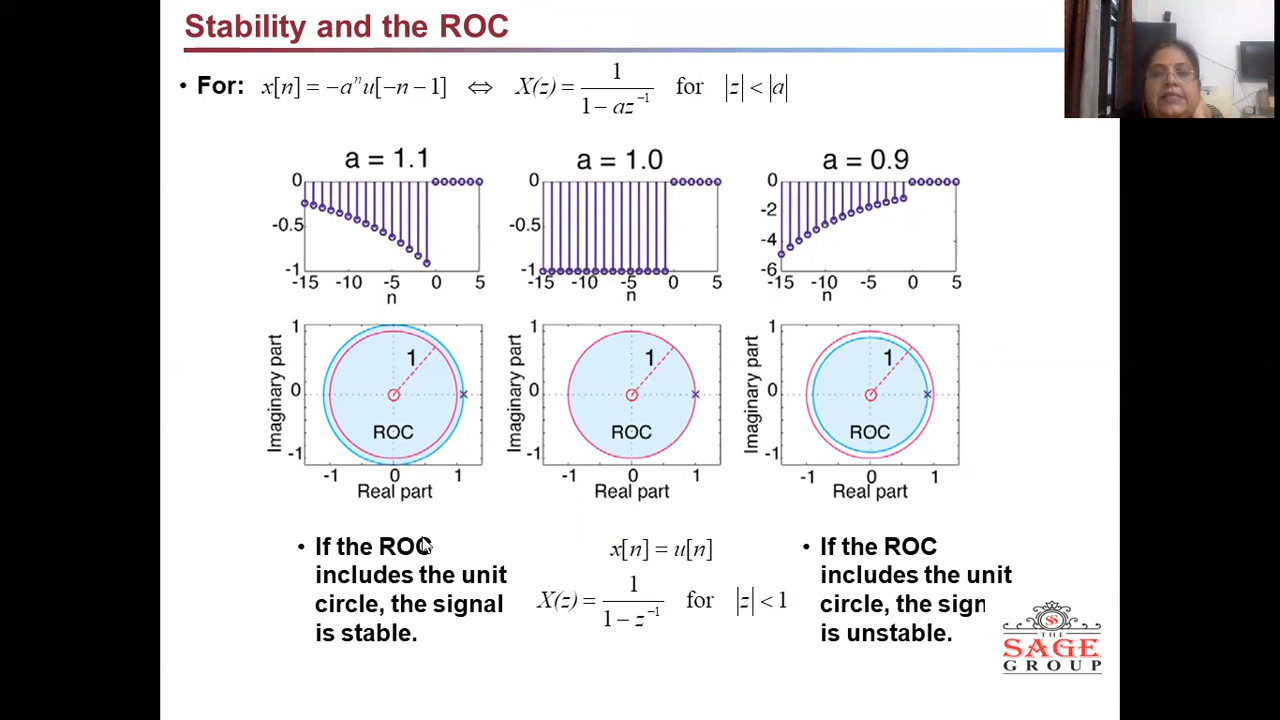 Stability and the ROC
• For: x[n] = −aⁿu[−n − 1] ⇔ X(z) = 1 / (1 − az⁻¹) for |z| < |a|
a = 1.1 a = 1.0 a = 0.9
0 0 0
-0.5 -0.5 -2
-4
-1 -1 -6
-15 -10 -5 0 5 -15 -10 -5 0 5 -15 -10 -5 0 5
n n n
1 1 1
Imaginary part Imaginary part Imaginary part
1 1 1
0 0 0
ROC ROC ROC
-1 -1 -1
-1 0 1 -1 0 1 -1 0 1
Real part Real part Real part
• If the ROC
includes the unit
circle, the signal
is stable.
x[n] = u[n]
X(z) = 1 / (1 − z⁻¹) for |z| < 1
• If the ROC
includes the unit
circle, the sign
is unstable.
THE
SAGE
GROUP